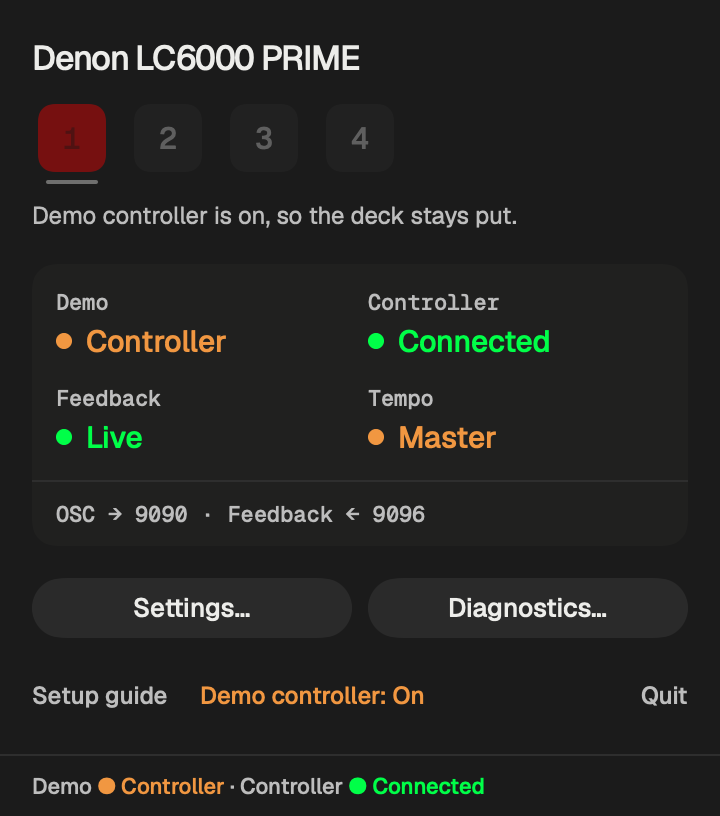 Denon LC6000 PRIME
1 2 3 4
Demo controller is on, so the deck stays put.
Demo Controller
● Controller ● Connected
Feedback Tempo
● Live ● Master
OSC → 9090 · Feedback ← 9096
Settings… Diagnostics…
Setup guide Demo controller: On Quit
Demo ● Controller · Controller ● Connected